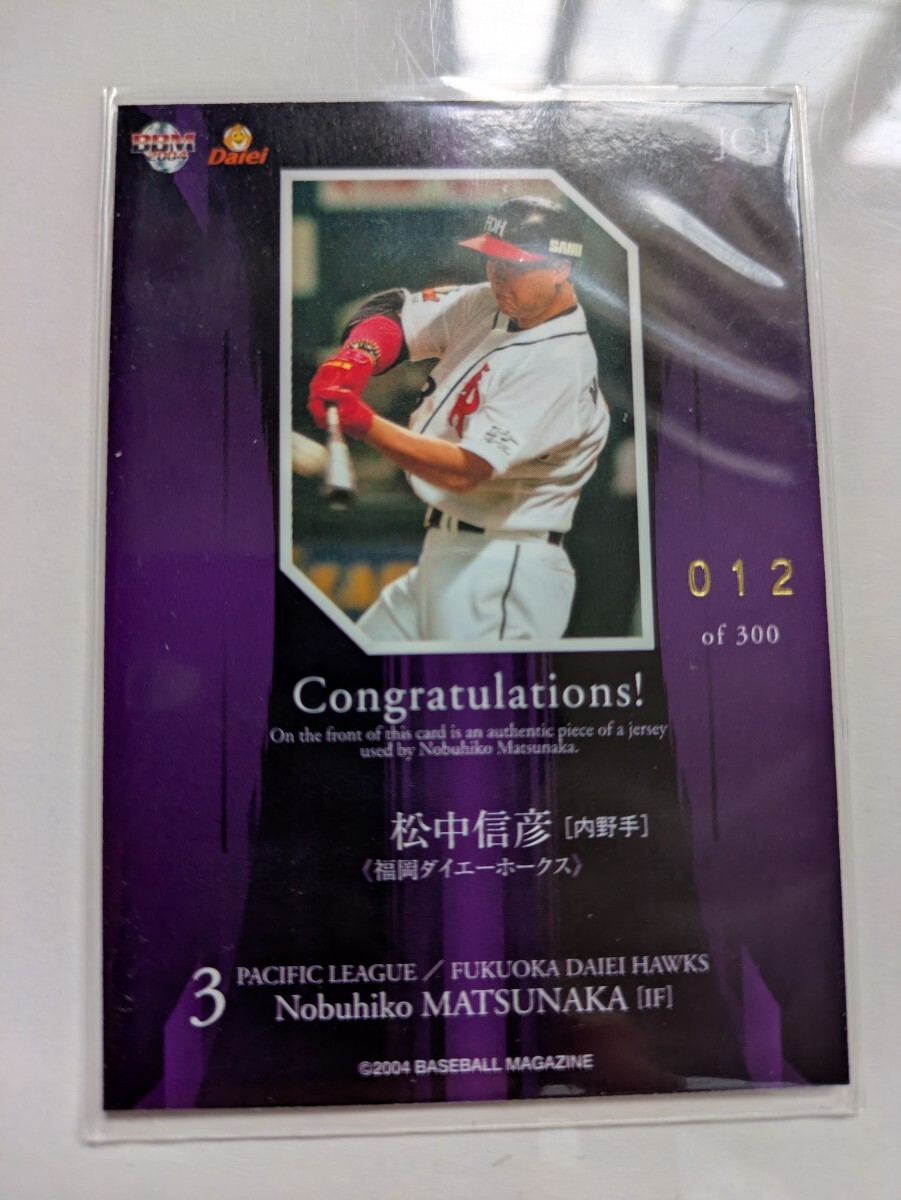 BBM
2004
Daiei
JC1
FDH
012
of 300
Congratulations!
On the front of this card is an authentic piece of a jersey
used by Nobuhiko Matsunaka.
松中信彦[内野手]
《福岡ダイエーホークス》
3
PACIFIC LEAGUE／FUKUOKA DAIEI HAWKS
Nobuhiko MATSUNAKA [IF]
©2004 BASEBALL MAGAZINE